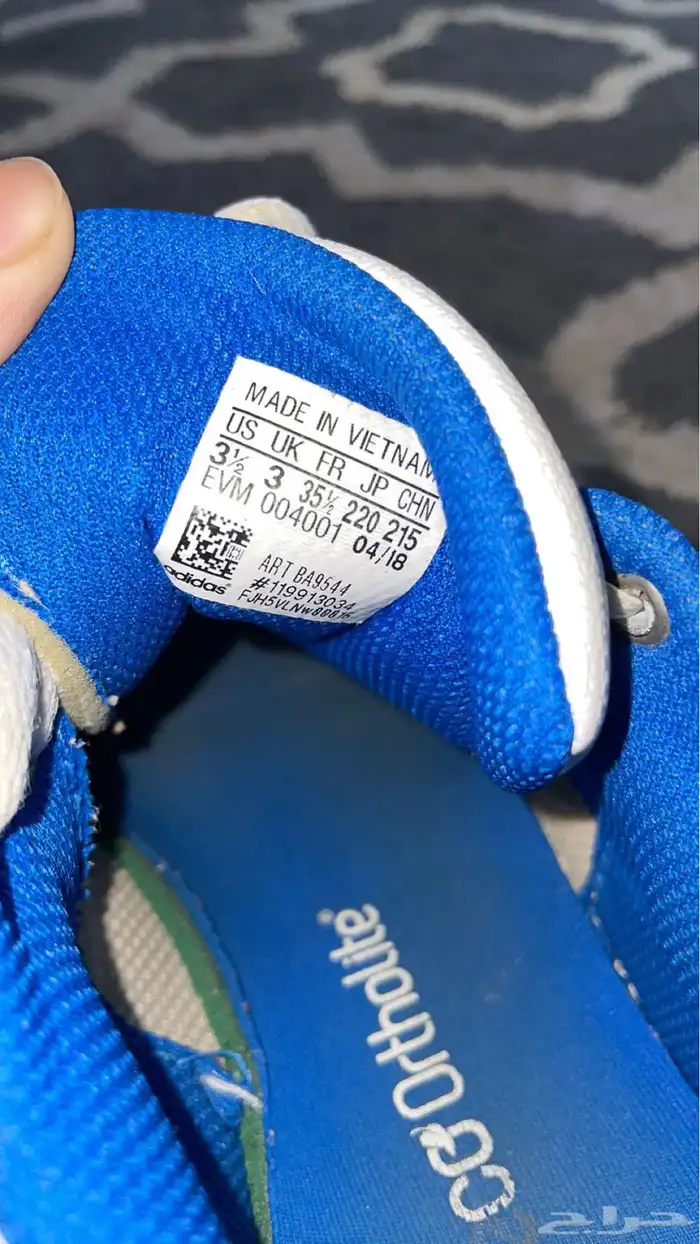 MADE IN VIETNAM
US UK FR JP CHN
3½ 3 35½ 220 215
EVM 004001 04/18
ART BA9544
#119913034
adidas
Ortholite®
حراج